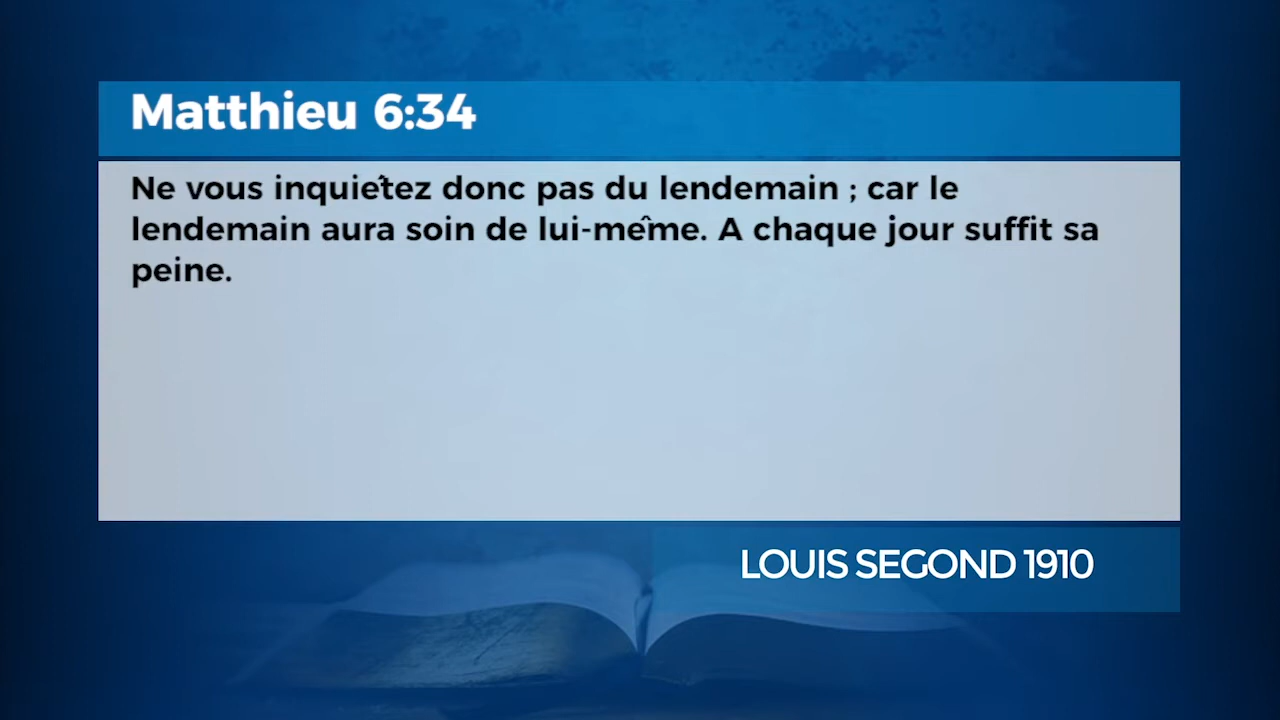 Matthieu 6:34
Ne vous inquiétez donc pas du lendemain ; car le
lendemain aura soin de lui-même. A chaque jour suffit sa
peine.
LOUIS SEGOND 1910